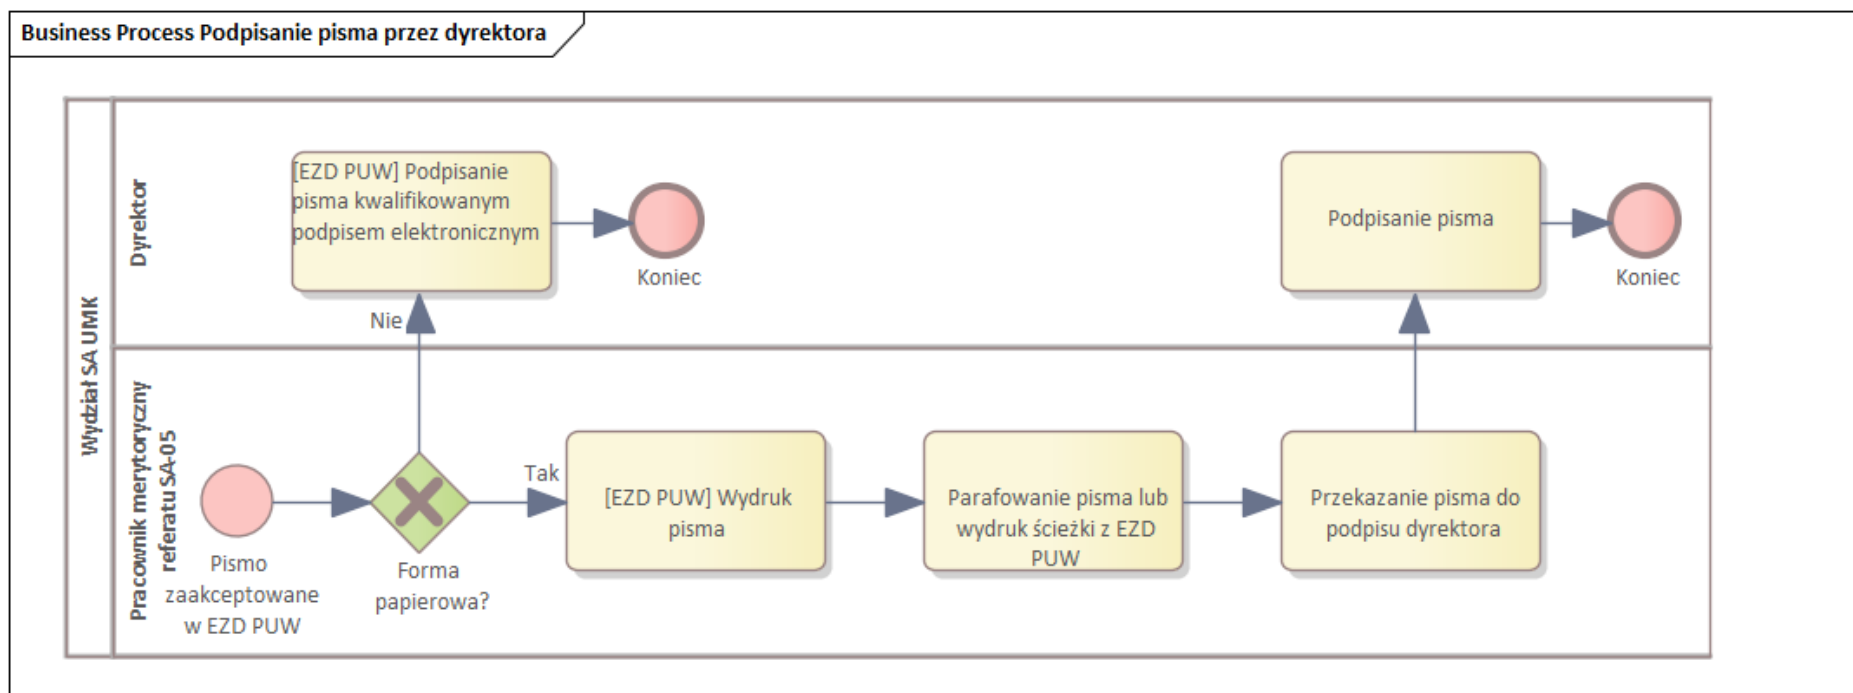 Business Process Podpisanie pisma przez dyrektora
Wydział SA UMK
Dyrektor
[EZD PUW] Podpisanie
pisma kwalifikowanym
podpisem elektronicznym
Koniec
Podpisanie pisma
Koniec
Nie
Pracownik merytoryczny
referatu SA-05
Pismo
zaakceptowane
w EZD PUW
Forma
papierowa?
Tak
[EZD PUW] Wydruk
pisma
Parafowanie pisma lub
wydruk ścieżki z EZD
PUW
Przekazanie pisma do
podpisu dyrektora